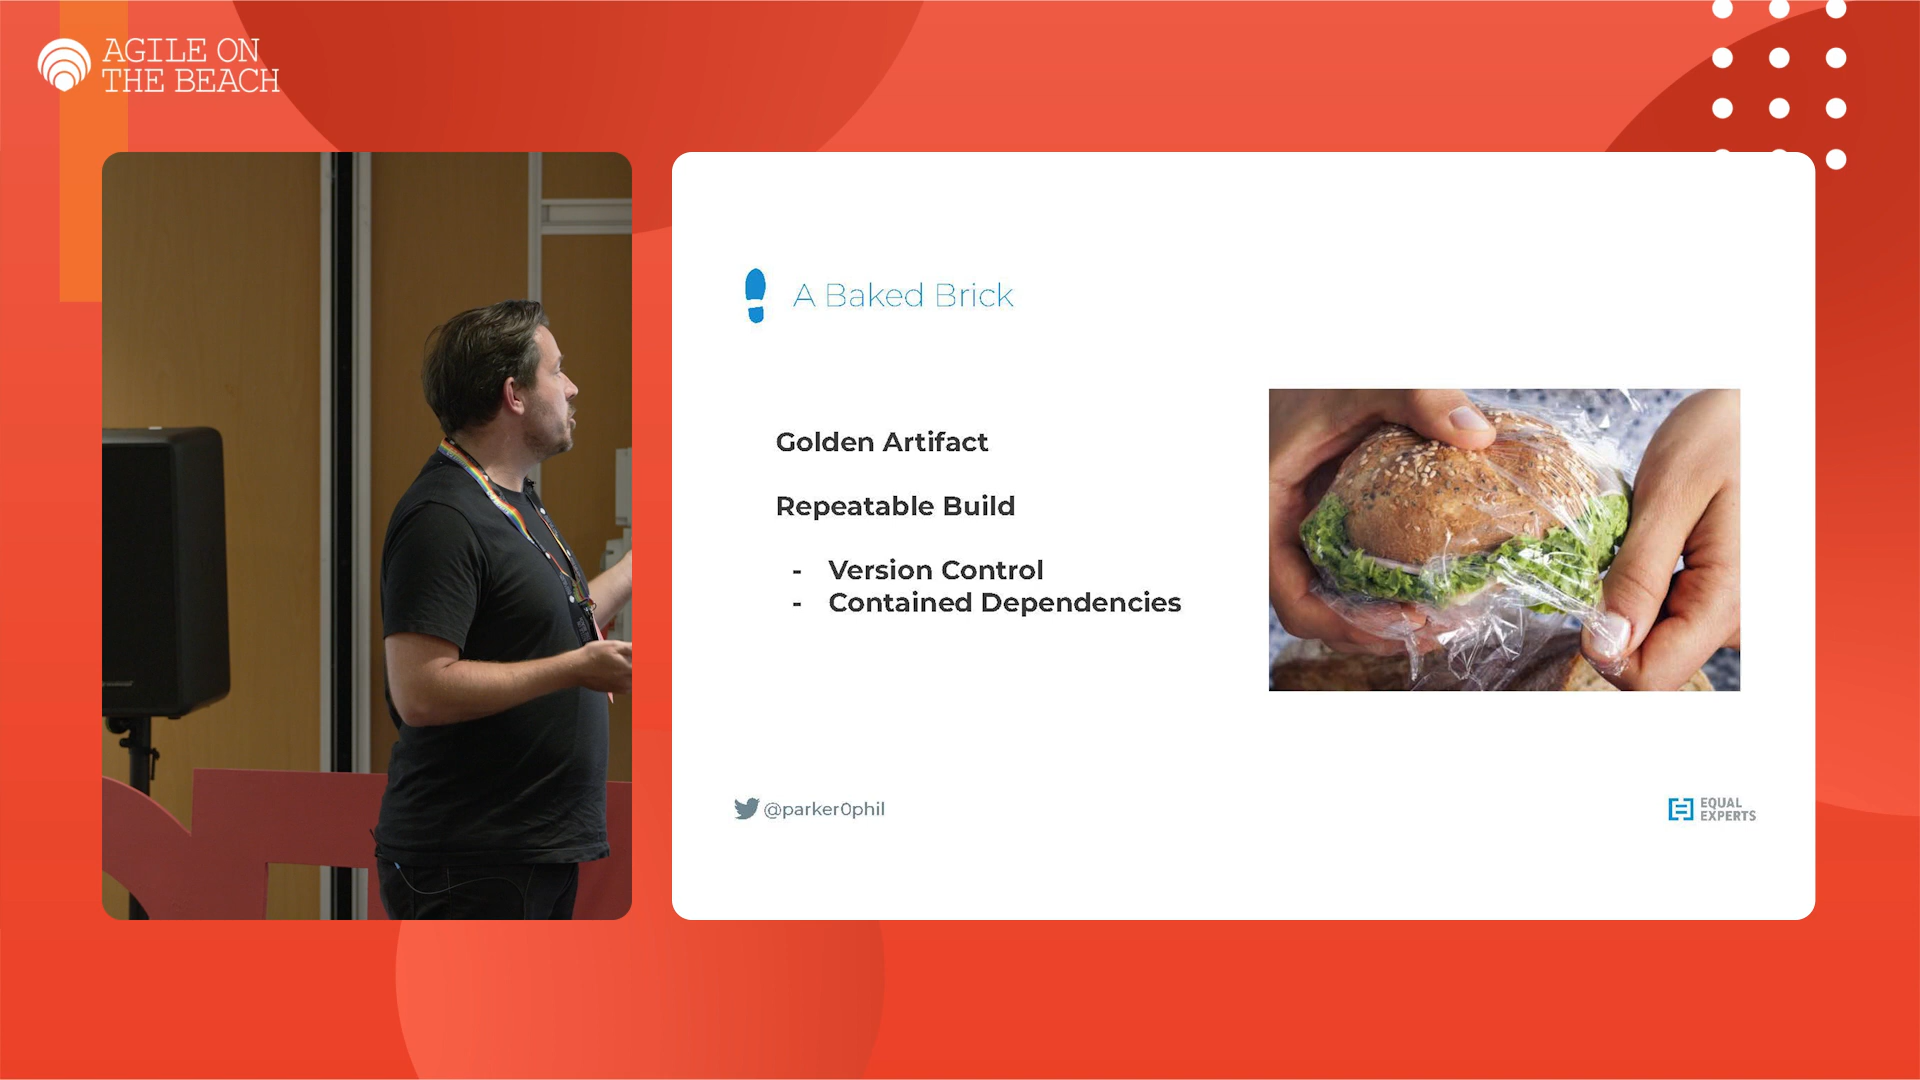 AGILE ON
THE BEACH
A Baked Brick
Golden Artifact
Repeatable Build
- Version Control
- Contained Dependencies
@parker0phil
EQUAL
EXPERTS